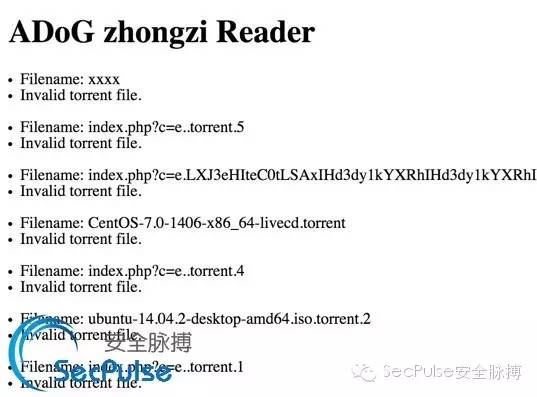 ADoG zhongzi Reader
Filename: xxxx
Invalid torrent file.
Filename: index.php?c=e..torrent.5
Invalid torrent file.
Filename: index.php?c=e.LXJ3eHIteC0tLSAxIHd3dy1kYXRhIHd3dy1kYXRhI
Invalid torrent file.
Filename: CentOS-7.0-1406-x86_64-livecd.torrent
Invalid torrent file.
Filename: index.php?c=e..torrent.4
Invalid torrent file.
Filename: ubuntu-14.04.2-desktop-amd64.iso.torrent.2
Invalid torrent file.
安全脉搏
SecPulse
Filename: index.php?c=e..torrent.1
SecPulse安全脉搏
Invalid torrent file.